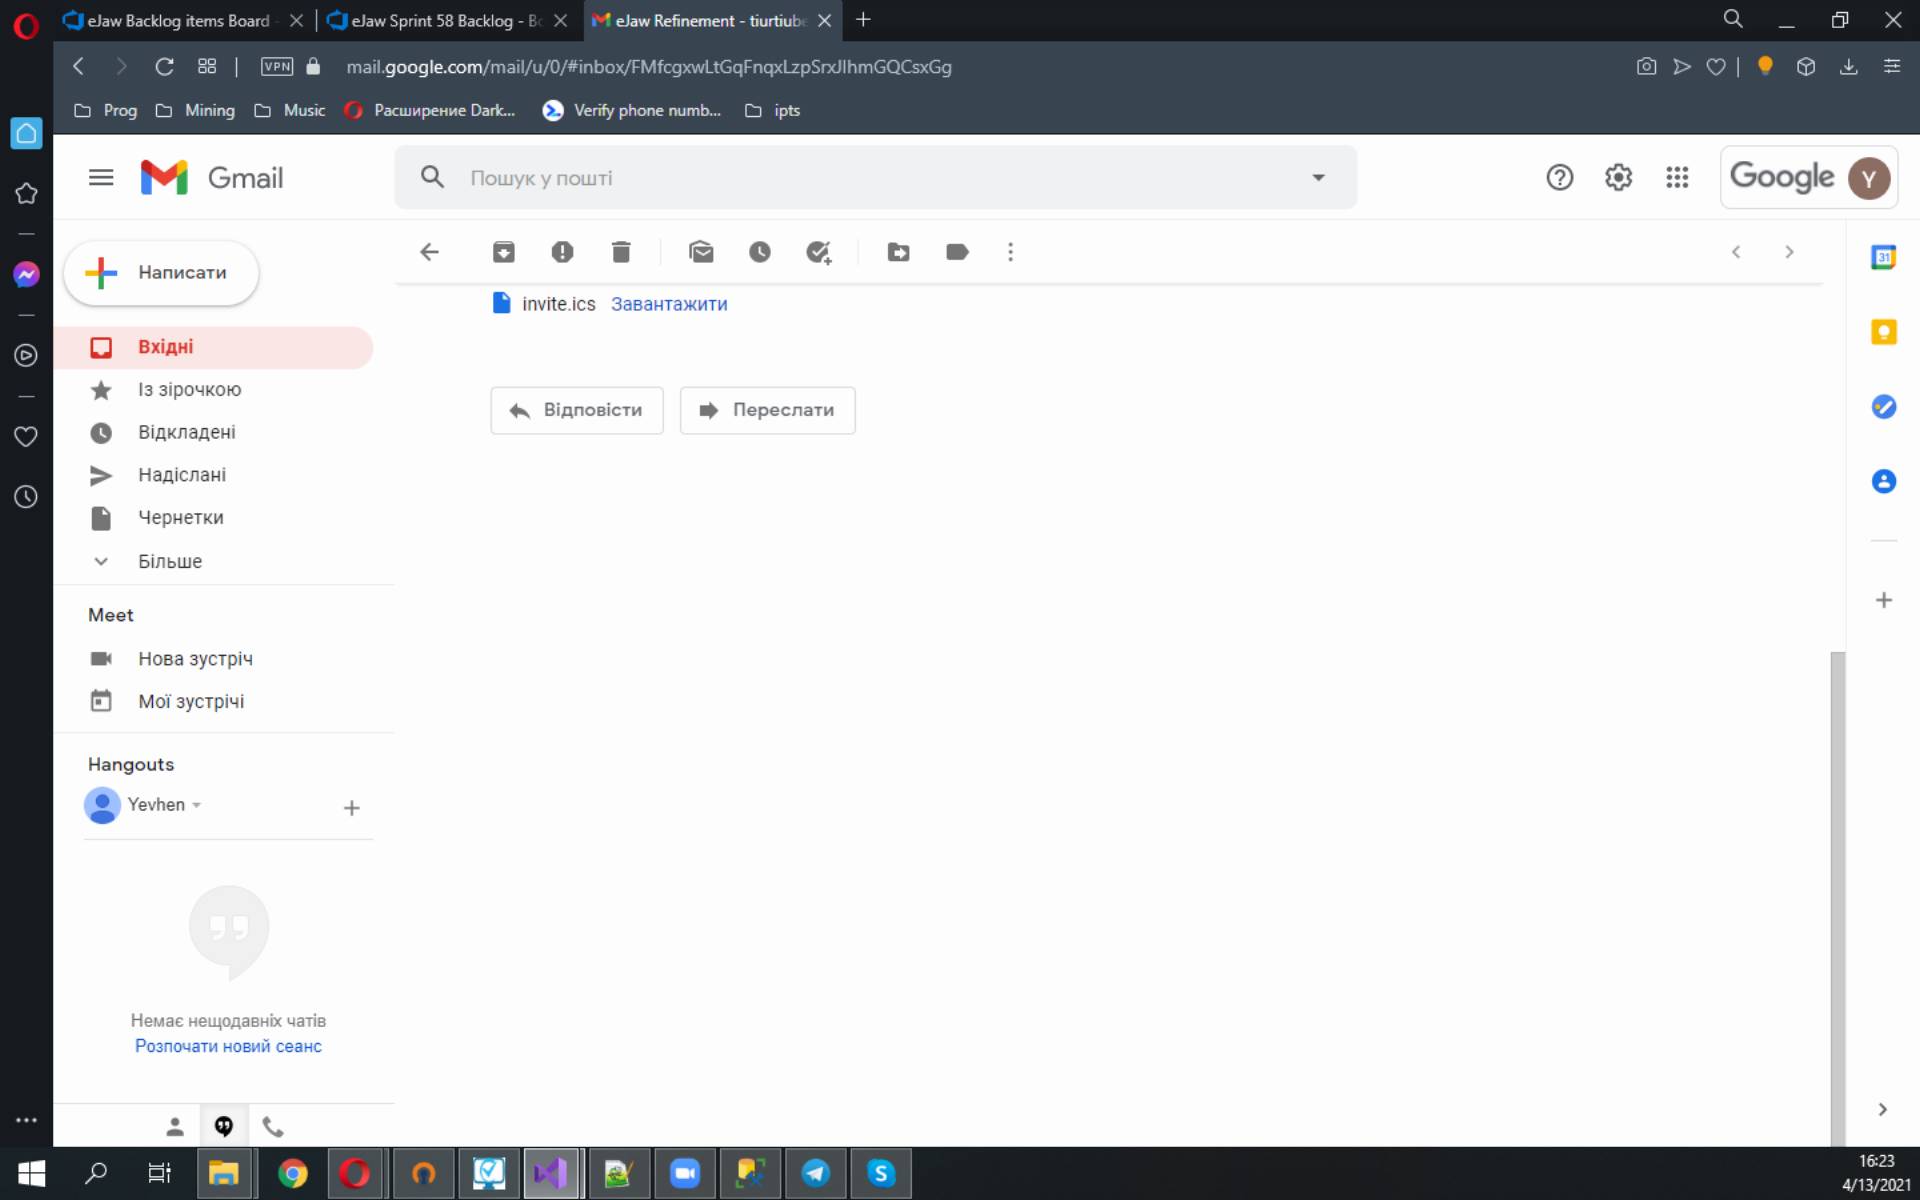 eJaw Backlog items Board
eJaw Sprint 58 Backlog - Bo
eJaw Refinement - tiurtiube
VPN
mail.google.com/mail/u/0/#inbox/FMfcgxwLtGqFnqxLzpSrxJlhmGQCsxGg
Prog
Mining
Music
Расширение Dark...
Verify phone numb...
ipts
Gmail
Пошук у пошті
Google
Y
Написати
31
invite.ics Завантажити
Вхідні
Із зірочкою
Відповісти
Переслати
Відкладені
Надіслані
Чернетки
Більше
Meet
Нова зустріч
Мої зустрічі
Hangouts
Yevhen
Немає нещодавніх чатів
Розпочати новий сеанс
16:23
4/13/2021